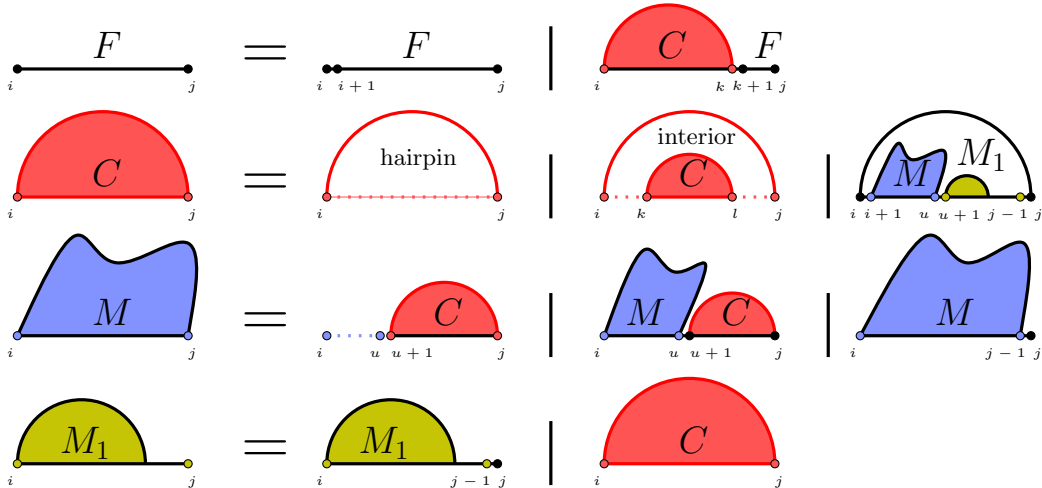 F = F | C F
i j i i + 1 j i k k + 1 j
C = hairpin | interior C | M M₁
i j i j i k l j i i + 1 u u + 1 j − 1 j
M = C | M C | M
i j i u u + 1 j i u u + 1 j i j − 1 j
M₁ = M₁ | C
i j i j − 1 j i j